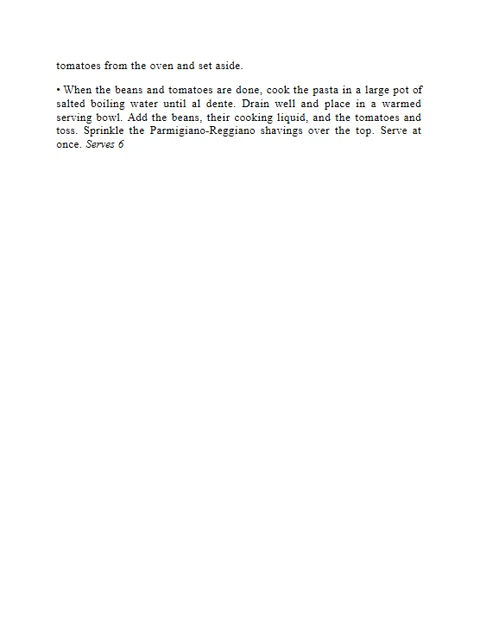 tomatoes from the oven and set aside.
• When the beans and tomatoes are done, cook the pasta in a large pot of
salted boiling water until al dente. Drain well and place in a warmed
serving bowl. Add the beans, their cooking liquid, and the tomatoes and
toss. Sprinkle the Parmigiano-Reggiano shavings over the top. Serve at
once. Serves 6